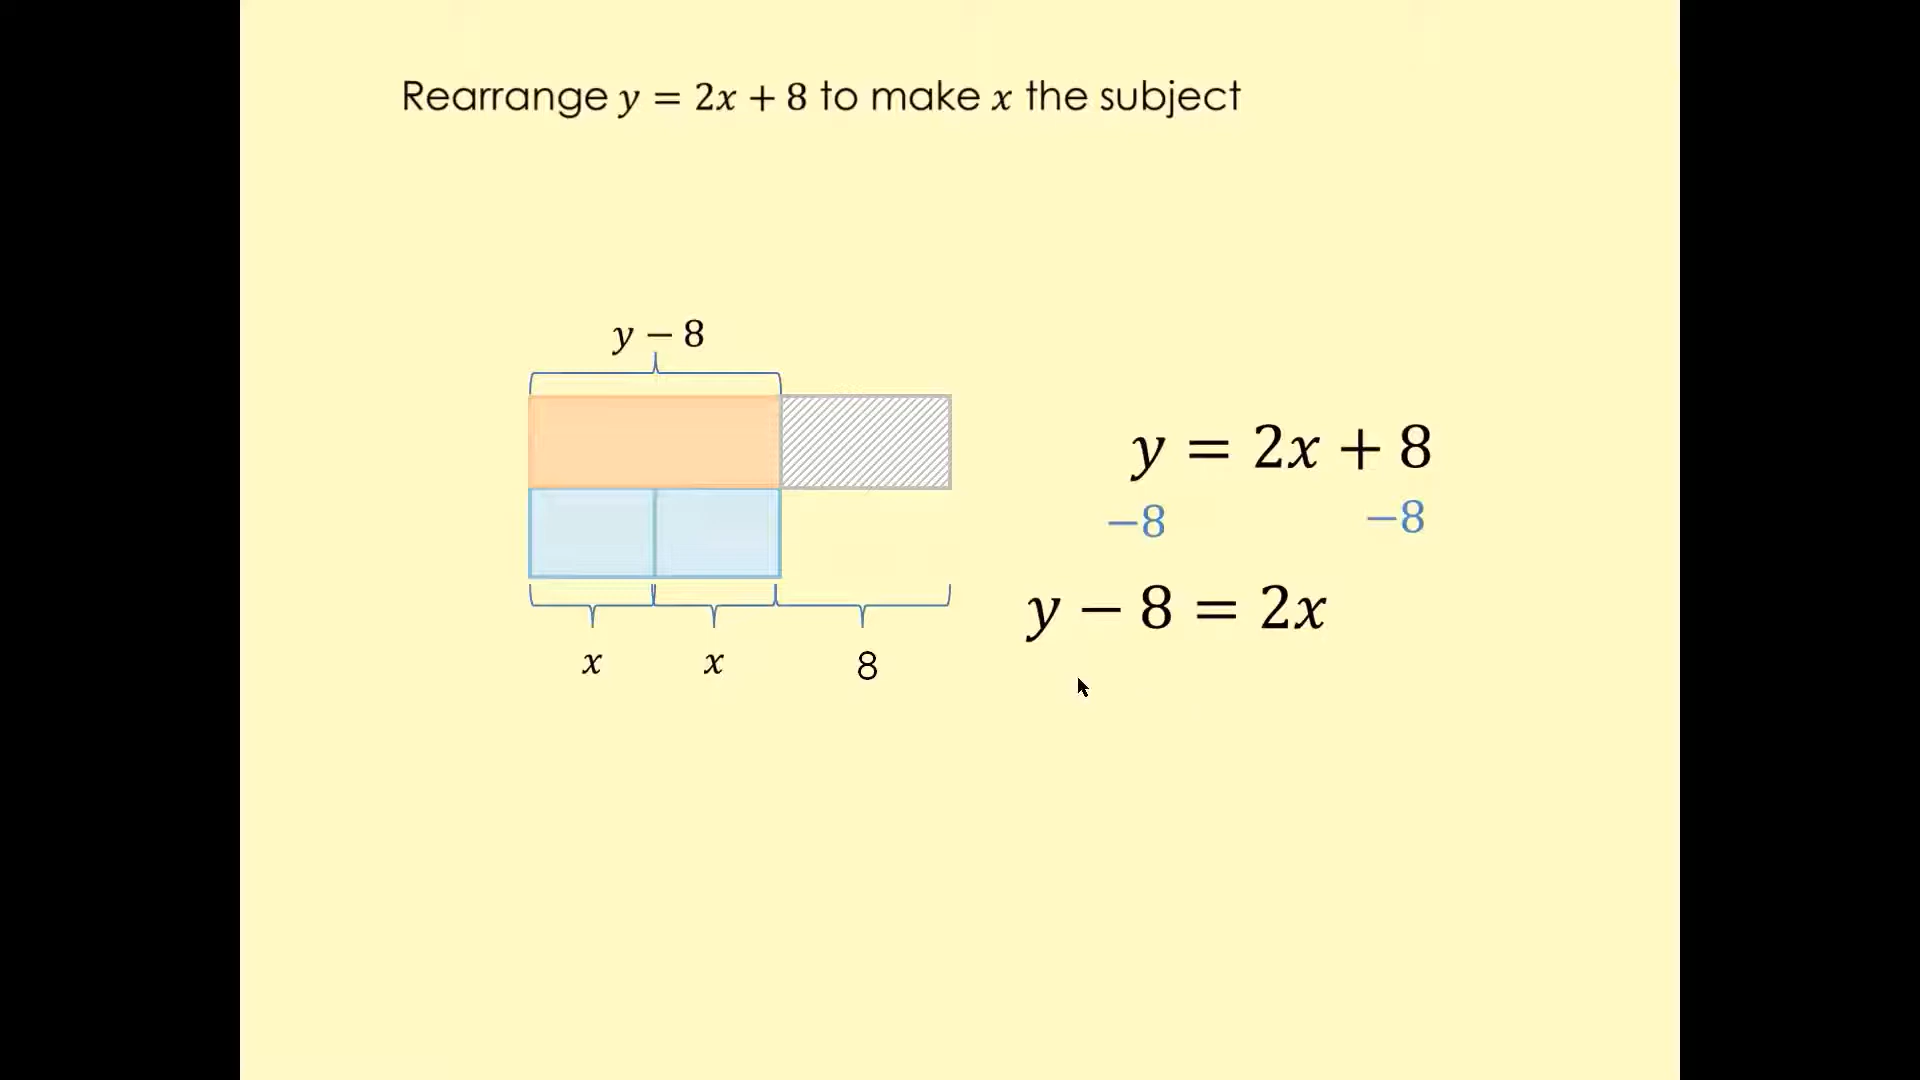 Rearrange y = 2x + 8 to make x the subject
y − 8
x x 8
y = 2x + 8
−8 −8
y − 8 = 2x